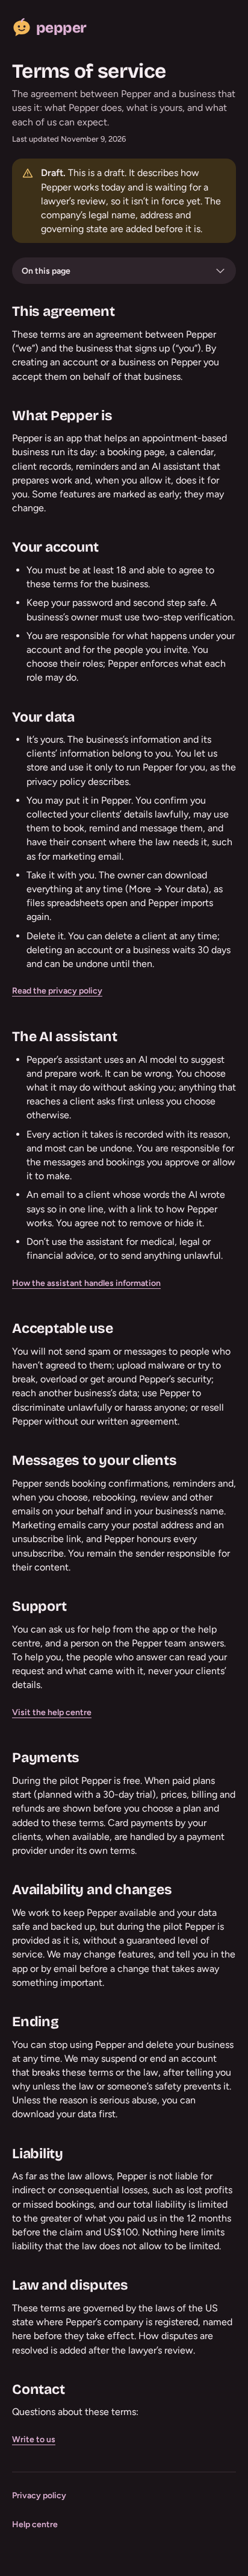 pepper
Terms of service
The agreement between Pepper and a business that
uses it: what Pepper does, what is yours, and what
each of us can expect.
Last updated November 9, 2026
Draft. This is a draft. It describes how
Pepper works today and is waiting for a
lawyer's review, so it isn't in force yet. The
company's legal name, address and
governing state are added before it is.
On this page
This agreement
These terms are an agreement between Pepper
(“we”) and the business that signs up (“you”). By
creating an account or a business on Pepper you
accept them on behalf of that business.
What Pepper is
Pepper is an app that helps an appointment-based
business run its day: a booking page, a calendar,
client records, reminders and an AI assistant that
prepares work and, when you allow it, does it for
you. Some features are marked as early; they may
change.
Your account
• You must be at least 18 and able to agree to
these terms for the business.
• Keep your password and second step safe. A
business's owner must use two-step verification.
• You are responsible for what happens under your
account and for the people you invite. You
choose their roles; Pepper enforces what each
role may do.
Your data
• It's yours. The business's information and its
clients' information belong to you. You let us
store and use it only to run Pepper for you, as the
privacy policy describes.
• You may put it in Pepper. You confirm you
collected your clients' details lawfully, may use
them to book, remind and message them, and
have their consent where the law needs it, such
as for marketing email.
• Take it with you. The owner can download
everything at any time (More → Your data), as
files spreadsheets open and Pepper imports
again.
• Delete it. You can delete a client at any time;
deleting an account or a business waits 30 days
and can be undone until then.
Read the privacy policy
The AI assistant
• Pepper's assistant uses an AI model to suggest
and prepare work. It can be wrong. You choose
what it may do without asking you; anything that
reaches a client asks first unless you choose
otherwise.
• Every action it takes is recorded with its reason,
and most can be undone. You are responsible for
the messages and bookings you approve or allow
it to make.
• An email to a client whose words the AI wrote
says so in one line, with a link to how Pepper
works. You agree not to remove or hide it.
• Don't use the assistant for medical, legal or
financial advice, or to send anything unlawful.
How the assistant handles information
Acceptable use
You will not send spam or messages to people who
haven't agreed to them; upload malware or try to
break, overload or get around Pepper's security;
reach another business's data; use Pepper to
discriminate unlawfully or harass anyone; or resell
Pepper without our written agreement.
Messages to your clients
Pepper sends booking confirmations, reminders and,
when you choose, rebooking, review and other
emails on your behalf and in your business's name.
Marketing emails carry your postal address and an
unsubscribe link, and Pepper honours every
unsubscribe. You remain the sender responsible for
their content.
Support
You can ask us for help from the app or the help
centre, and a person on the Pepper team answers.
To help you, the people who answer can read your
request and what came with it, never your clients'
details.
Visit the help centre
Payments
During the pilot Pepper is free. When paid plans
start (planned with a 30-day trial), prices, billing and
refunds are shown before you choose a plan and
added to these terms. Card payments by your
clients, when available, are handled by a payment
provider under its own terms.
Availability and changes
We work to keep Pepper available and your data
safe and backed up, but during the pilot Pepper is
provided as it is, without a guaranteed level of
service. We may change features, and tell you in the
app or by email before a change that takes away
something important.
Ending
You can stop using Pepper and delete your business
at any time. We may suspend or end an account
that breaks these terms or the law, after telling you
why unless the law or someone's safety prevents it.
Unless the reason is serious abuse, you can
download your data first.
Liability
As far as the law allows, Pepper is not liable for
indirect or consequential losses, such as lost profits
or missed bookings, and our total liability is limited
to the greater of what you paid us in the 12 months
before the claim and US$100. Nothing here limits
liability that the law does not allow to be limited.
Law and disputes
These terms are governed by the laws of the US
state where Pepper's company is registered, named
here before they take effect. How disputes are
resolved is added after the lawyer's review.
Contact
Questions about these terms:
Write to us
Privacy policy
Help centre